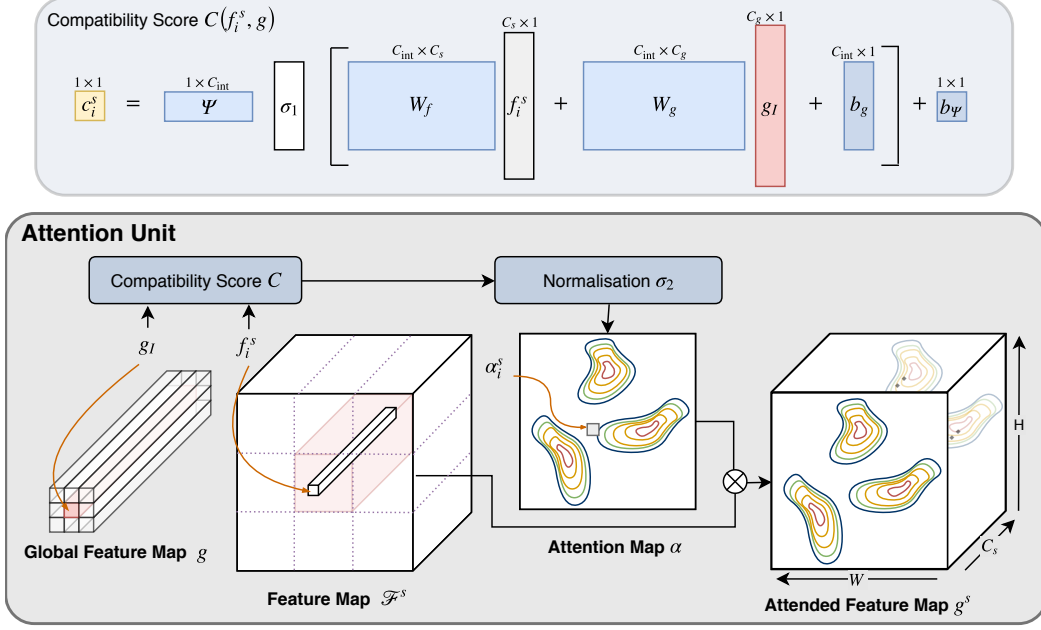 Compatibility Score C(f_i^s, g)
1 × 1
c_i^s
=
1 × C_int
Ψ
σ_1
[
C_int × C_s
W_f
C_s × 1
f_i^s
+
C_int × C_g
W_g
C_g × 1
g_I
+
C_int × 1
b_g
]
+
1 × 1
b_Ψ
Attention Unit
Compatibility Score C
Normalisation σ_2
g_I
f_i^s
α_i^s
H
C_s
W
Global Feature Map g
Attention Map α
Feature Map ℱ^s
Attended Feature Map g^s